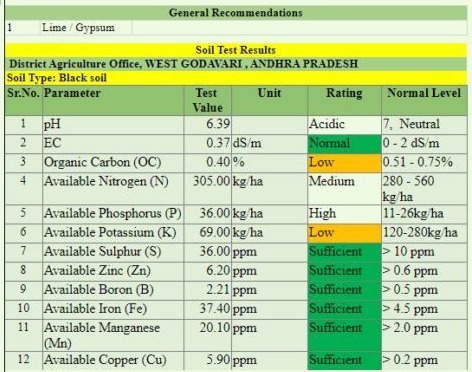 General Recommendations
1 Lime / Gypsum
Soil Test Results
District Agriculture Office, WEST GODAVARI , ANDHRA PRADESH
Soil Type: Black soil
Sr.No. Parameter Test Value Unit Rating Normal Level
1 pH 6.39 Acidic 7, Neutral
2 EC 0.37 dS/m Normal 0 - 2 dS/m
3 Organic Carbon (OC) 0.40 % Low 0.51 - 0.75%
4 Available Nitrogen (N) 305.00 kg/ha Medium 280 - 560 kg/ha
5 Available Phosphorus (P) 36.00 kg/ha High 11-26kg/ha
6 Available Potassium (K) 69.00 kg/ha Low 120-280kg/ha
7 Available Sulphur (S) 36.00 ppm Sufficient > 10 ppm
8 Available Zinc (Zn) 6.20 ppm Sufficient > 0.6 ppm
9 Available Boron (B) 2.21 ppm Sufficient > 0.5 ppm
10 Available Iron (Fe) 37.40 ppm Sufficient > 4.5 ppm
11 Available Manganese (Mn) 20.10 ppm Sufficient > 2.0 ppm
12 Available Copper (Cu) 5.90 ppm Sufficient > 0.2 ppm